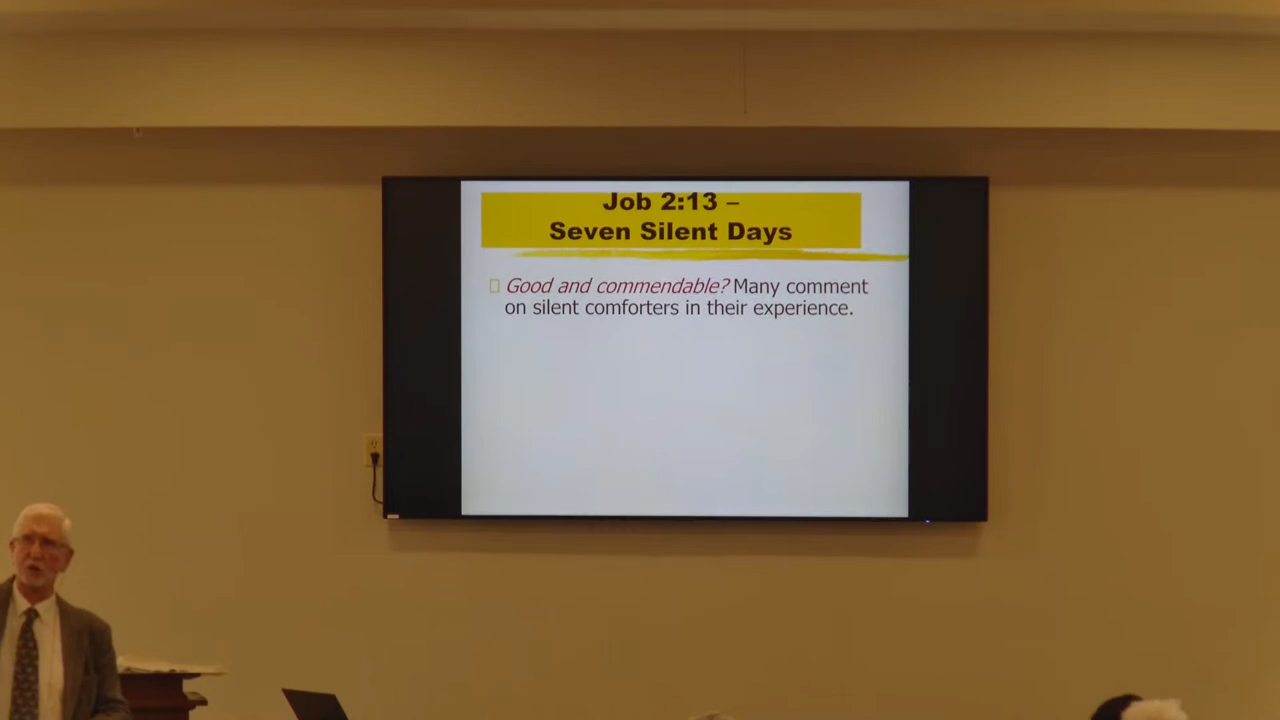 Job 2:13 –
Seven Silent Days
Good and commendable? Many comment
on silent comforters in their experience.